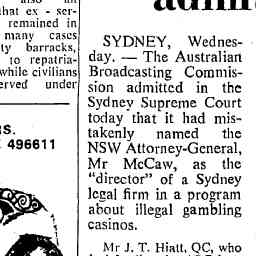 that ex - ser-
remained in
many cases
ty barracks,
to repatria-
while civilians
erved under
RS.
496611
SYDNEY, Wednes-
day. — The Australian
Broadcasting Commis-
sion admitted in the
Sydney Supreme Court
today that it had mis-
takenly named the
NSW Attorney-General,
Mr McCaw, as the
"director" of a Sydney
legal firm in a program
about illegal gambling
casinos.
Mr J. T. Hiatt, QC, who